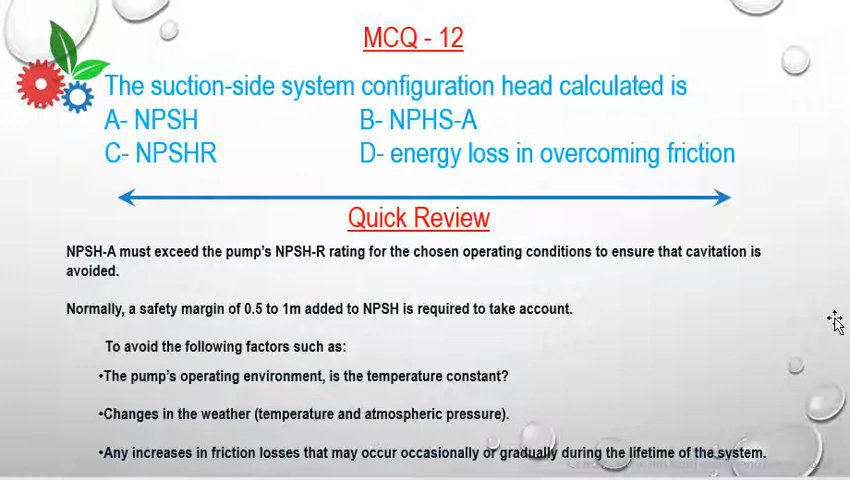 MCQ - 12
The suction-side system configuration head calculated is
A- NPSH B- NPHS-A
C- NPSHR D- energy loss in overcoming friction
Quick Review
NPSH-A must exceed the pump's NPSH-R rating for the chosen operating conditions to ensure that cavitation is
avoided.
Normally, a safety margin of 0.5 to 1m added to NPSH is required to take account.
To avoid the following factors such as:
•The pump's operating environment, is the temperature constant?
•Changes in the weather (temperature and atmospheric pressure).
•Any increases in friction losses that may occur occasionally or gradually during the lifetime of the system.